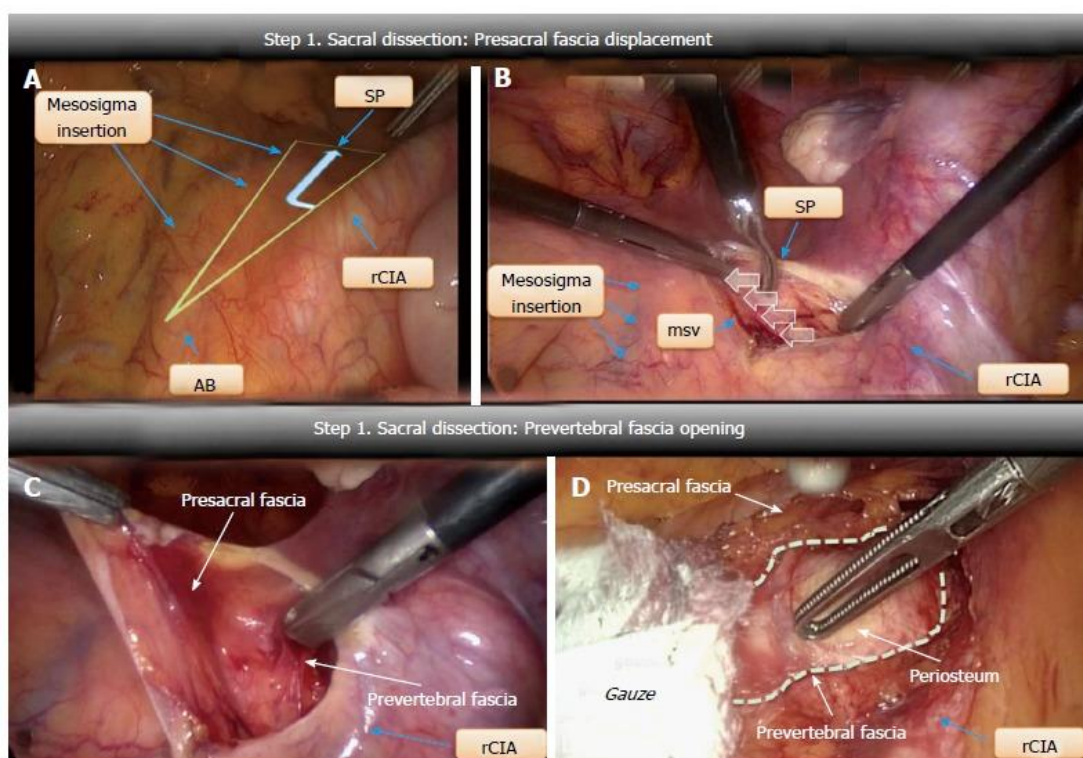 Step 1. Sacral dissection: Presacral fascia displacement
A
Mesosigma
insertion
SP
rCIA
AB
B
SP
Mesosigma
insertion
msv
rCIA
Step 1. Sacral dissection: Prevertebral fascia opening
C
Presacral fascia
Prevertebral fascia
rCIA
D
Presacral fascia
Gauze
Periosteum
Prevertebral fascia
rCIA